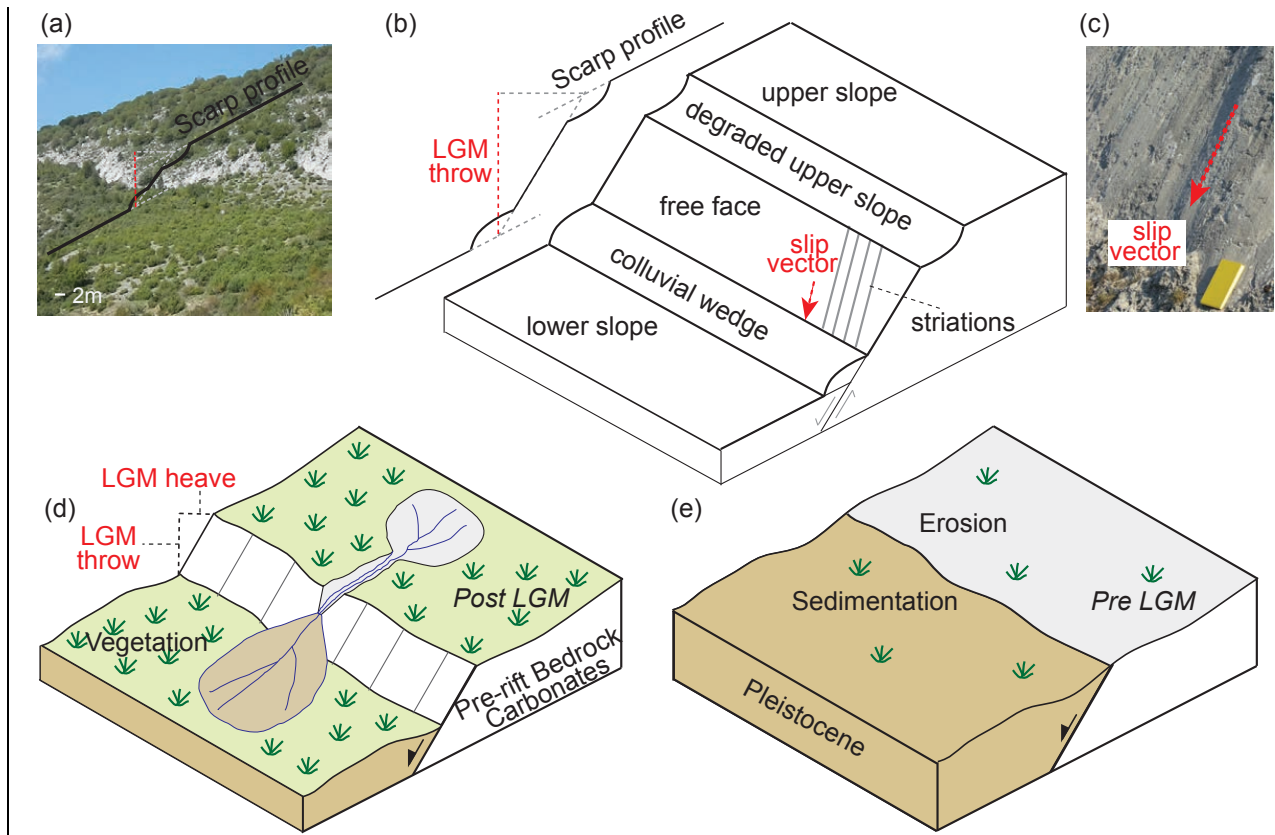 (a)
Scarp profile
2m
(b)
Scarp profile
LGM
throw
upper slope
degraded upper slope
free face
slip
vector
colluvial wedge
striations
lower slope
(c)
slip
vector
(d)
LGM heave
LGM
throw
Post LGM
Vegetation
Pre-rift Bedrock
Carbonates
(e)
Erosion
Sedimentation
Pre LGM
Pleistocene